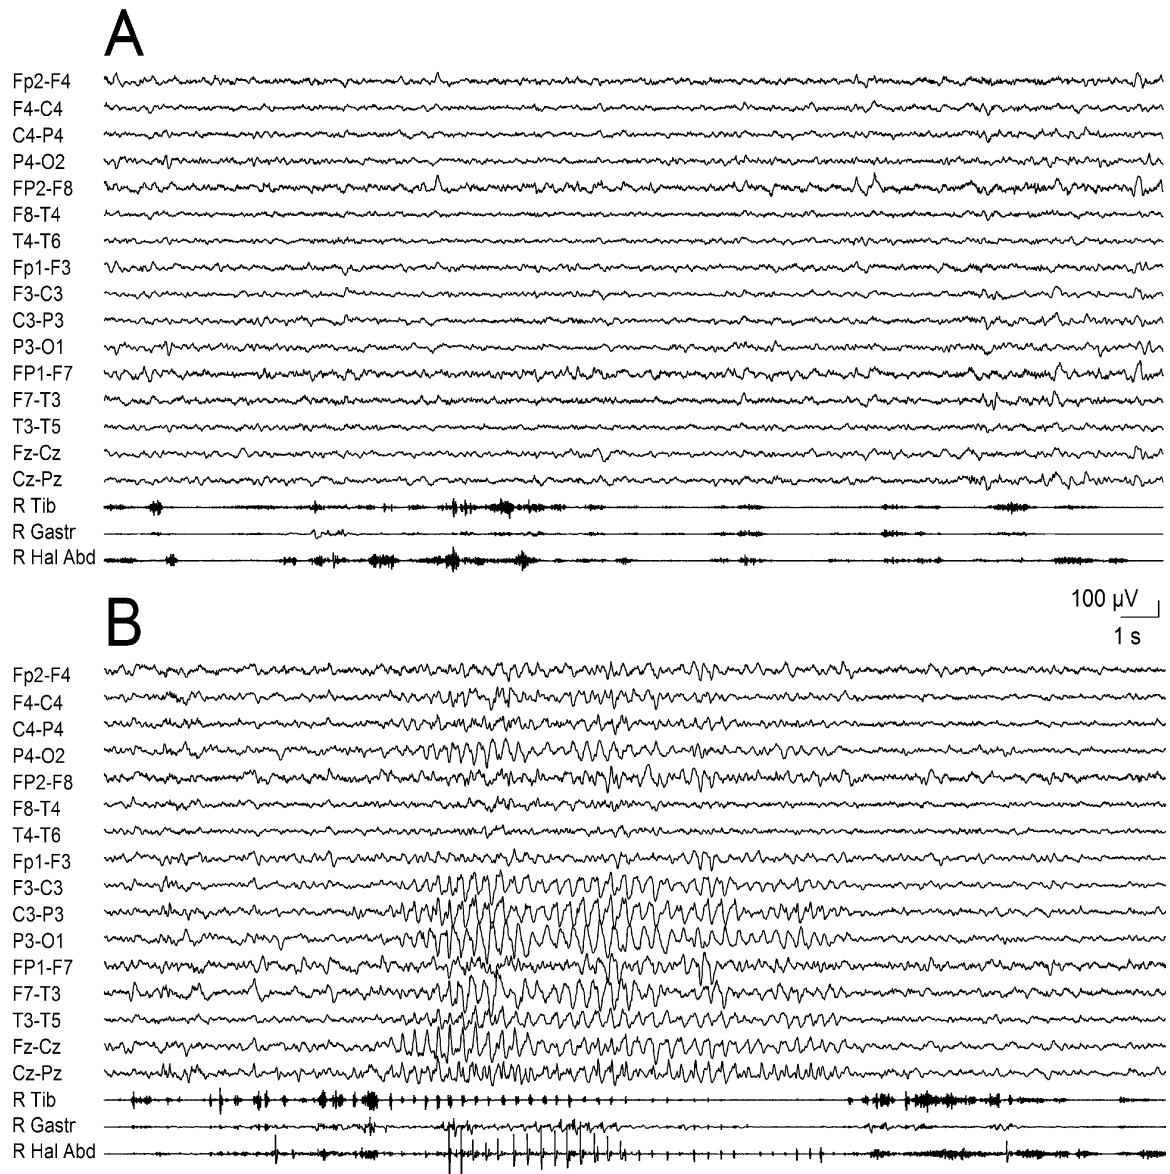 A
Fp2-F4
F4-C4
C4-P4
P4-O2
FP2-F8
F8-T4
T4-T6
Fp1-F3
F3-C3
C3-P3
P3-O1
FP1-F7
F7-T3
T3-T5
Fz-Cz
Cz-Pz
R Tib
R Gastr
R Hal Abd
100 µV
1 s
B
Fp2-F4
F4-C4
C4-P4
P4-O2
FP2-F8
F8-T4
T4-T6
Fp1-F3
F3-C3
C3-P3
P3-O1
FP1-F7
F7-T3
T3-T5
Fz-Cz
Cz-Pz
R Tib
R Gastr
R Hal Abd